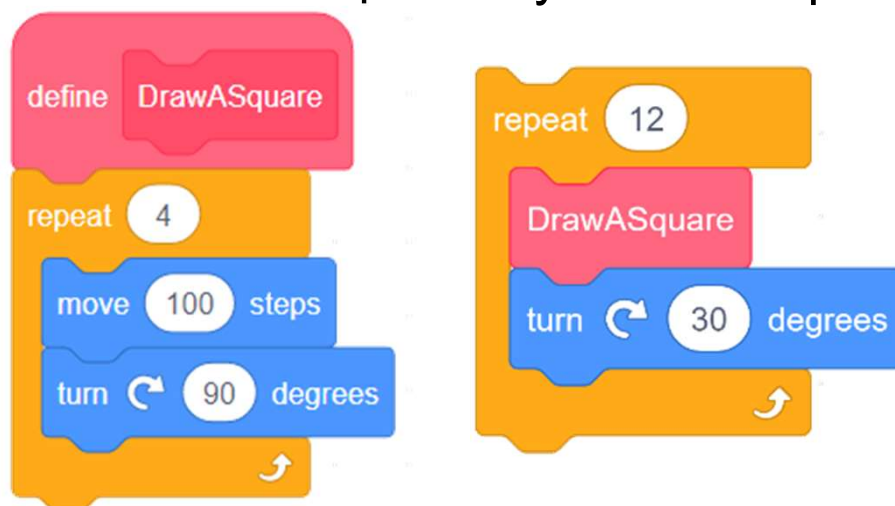 define DrawASquare
repeat 4
move 100 steps
turn 90 degrees
repeat 12
DrawASquare
turn 30 degrees